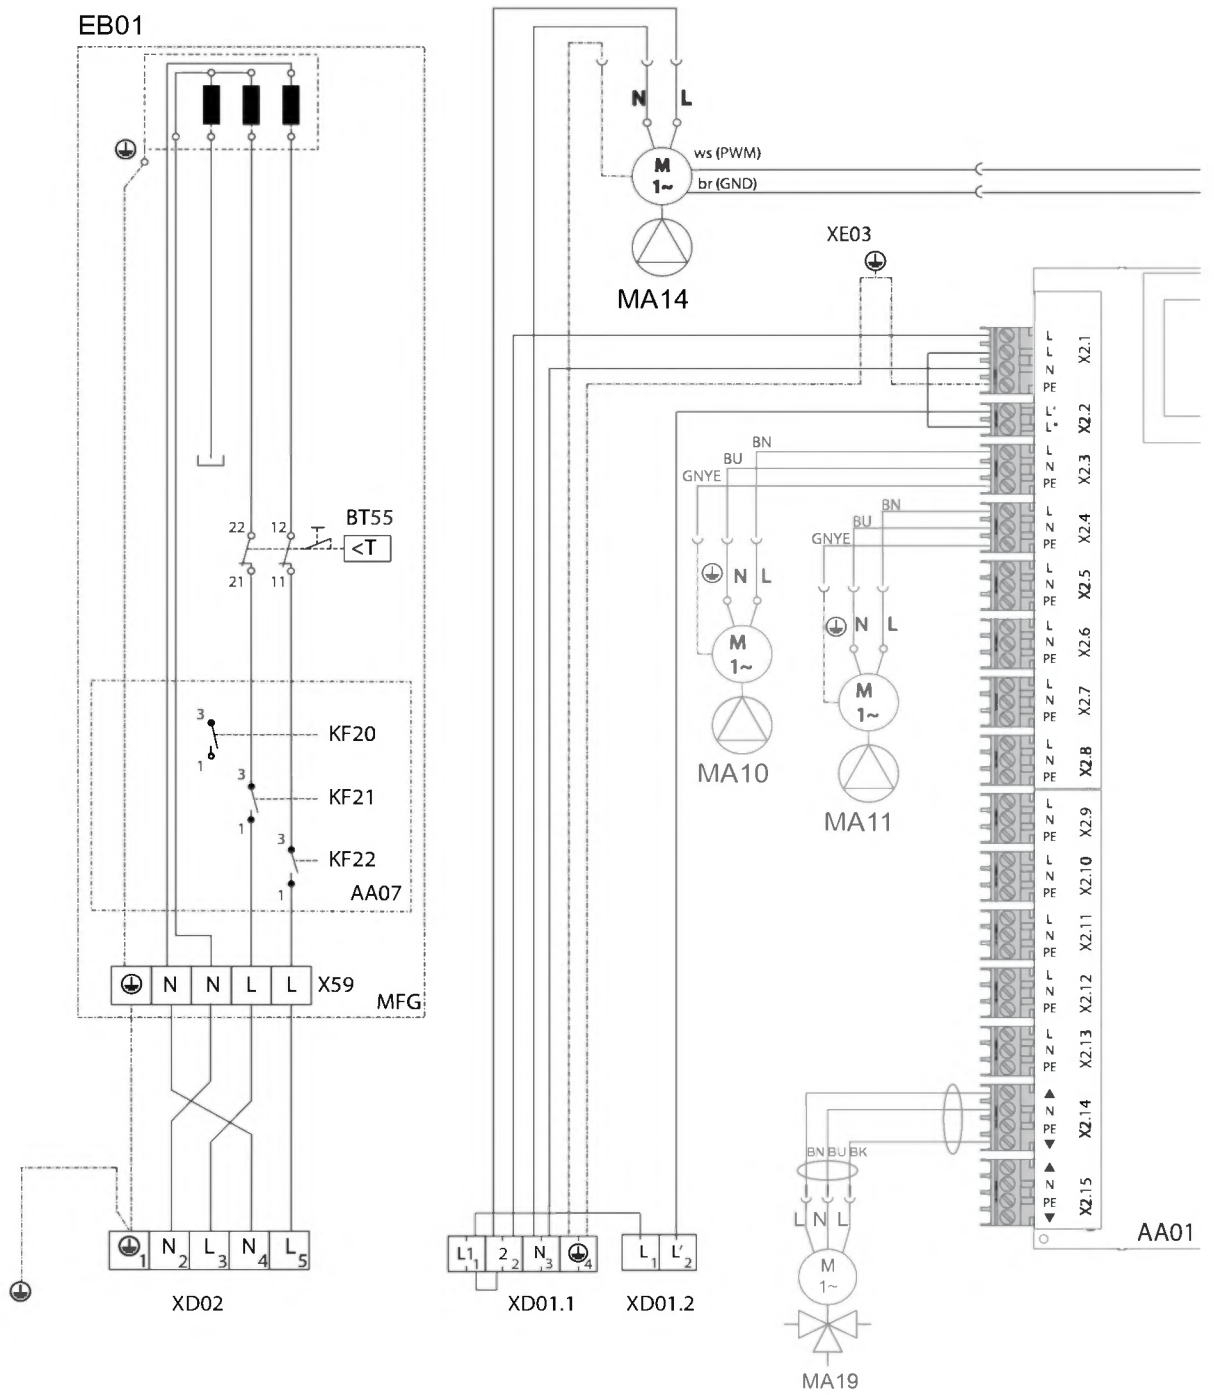 EB01
N L
ws (PWM)
br (GND)
M
1~
MA14
XE03
L
L
N
PE
X2.1
L'
L*
X2.2
L
N
PE
X2.3
L
N
PE
X2.4
L
N
PE
X2.5
L
N
PE
X2.6
L
N
PE
X2.7
L
N
PE
X2.8
L
N
PE
X2.9
L
N
PE
X2.10
L
N
PE
X2.11
L
N
PE
X2.12
L
N
PE
X2.13
▲
N
PE
▼
X2.14
▲
N
PE
▼
X2.15
AA01
BN
BU
GNYE
N L
M
1~
MA10
BN
BU
GNYE
N L
M
1~
MA11
22 12 BT55
<T
21 11
3
KF20
1
3
KF21
1
3
KF22
1
AA07
N N L L X59
MFG
1 N2 L3 N4 L5
XD02
L1 1 2 2 N3 4
XD01.1
L1 L'2
XD01.2
BN BU BK
L N L
M
1~
MA19